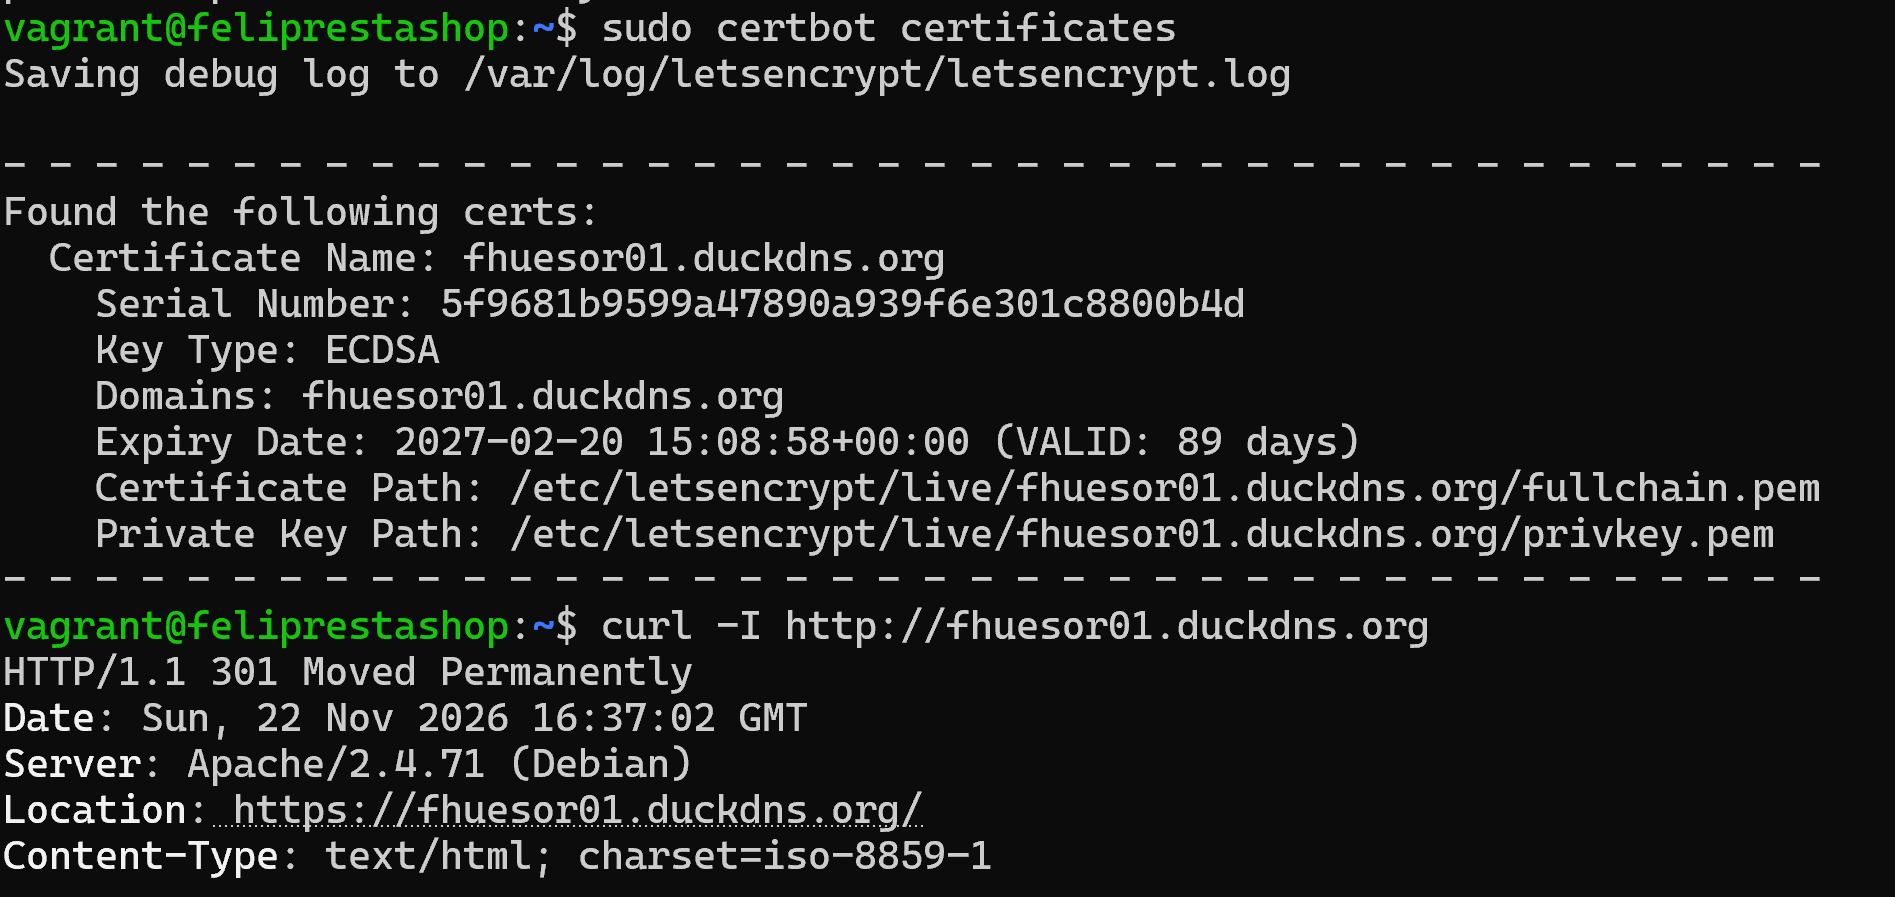 vagrant@feliprestashop:~$ sudo certbot certificates
Saving debug log to /var/log/letsencrypt/letsencrypt.log
- - - - - - - - - - - - - - - - - - - - - - - - - - - - - - - - - - - - - - - -
Found the following certs:
  Certificate Name: fhuesor01.duckdns.org
    Serial Number: 5f9681b9599a47890a939f6e301c8800b4d
    Key Type: ECDSA
    Domains: fhuesor01.duckdns.org
    Expiry Date: 2027-02-20 15:08:58+00:00 (VALID: 89 days)
    Certificate Path: /etc/letsencrypt/live/fhuesor01.duckdns.org/fullchain.pem
    Private Key Path: /etc/letsencrypt/live/fhuesor01.duckdns.org/privkey.pem
- - - - - - - - - - - - - - - - - - - - - - - - - - - - - - - - - - - - - - - -
vagrant@feliprestashop:~$ curl -I http://fhuesor01.duckdns.org
HTTP/1.1 301 Moved Permanently
Date: Sun, 22 Nov 2026 16:37:02 GMT
Server: Apache/2.4.71 (Debian)
Location: https://fhuesor01.duckdns.org/
Content-Type: text/html; charset=iso-8859-1